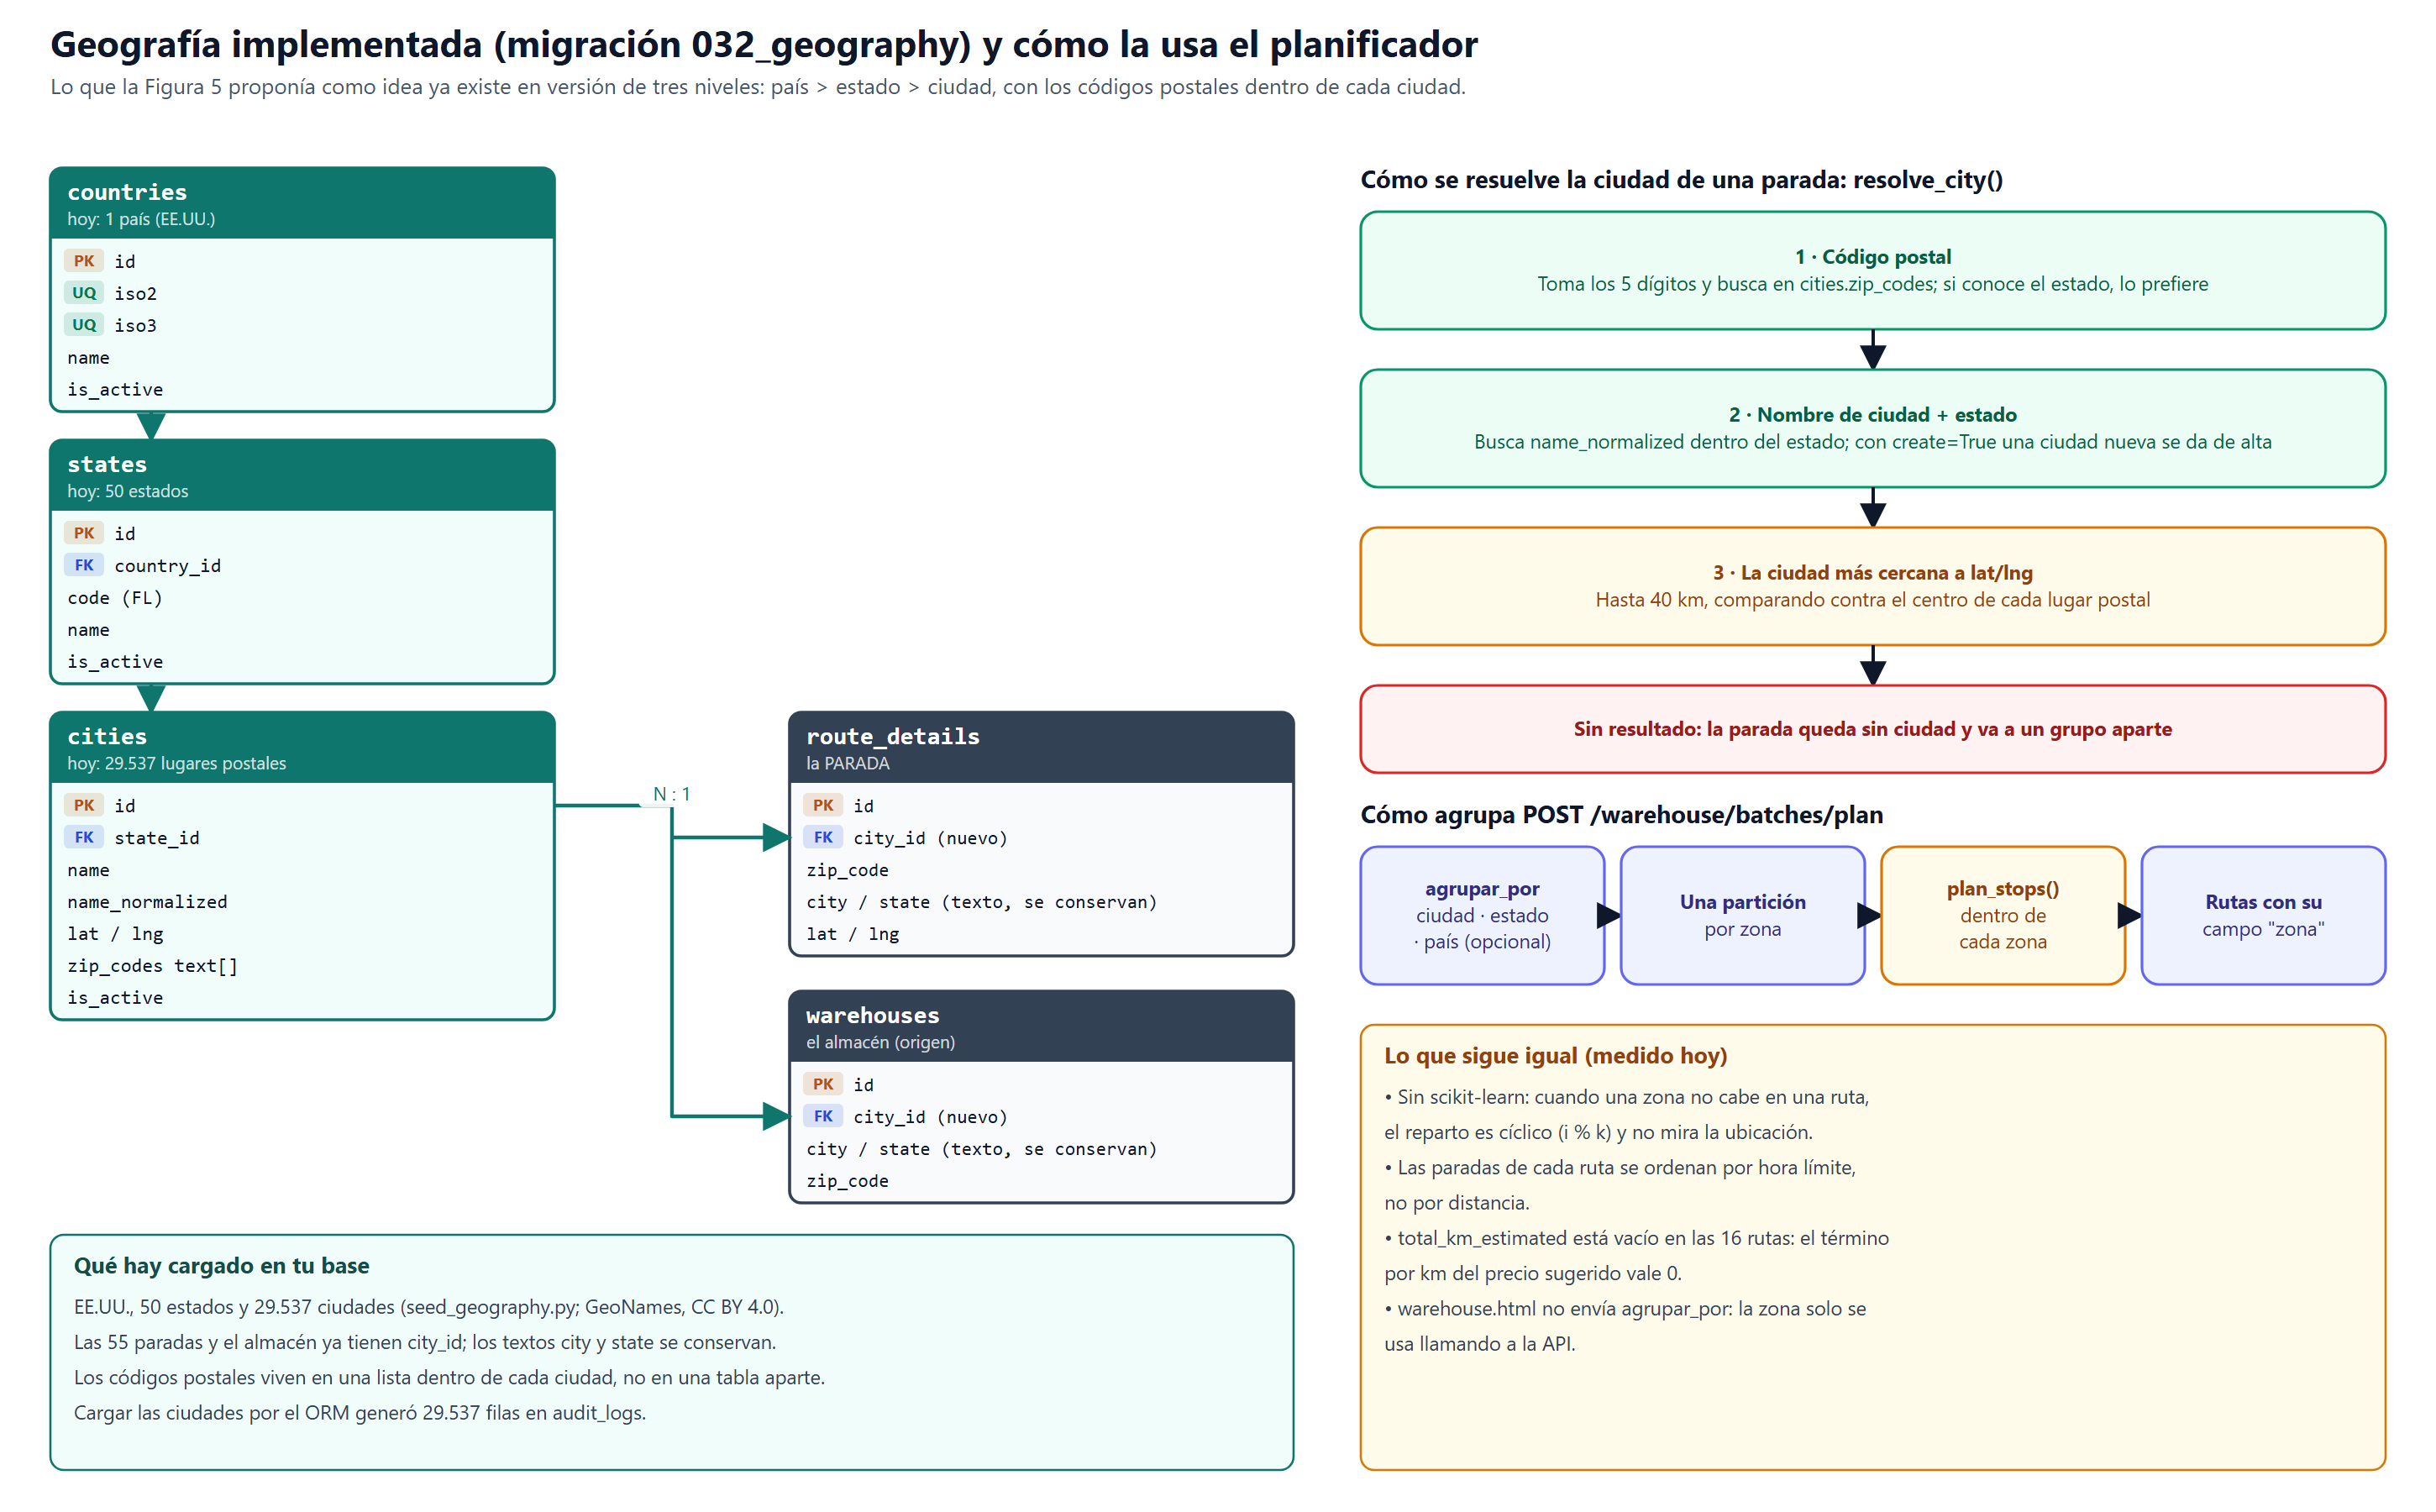 Geografía implementada (migración 032_geography) y cómo la usa el planificador
Lo que la Figura 5 proponía como idea ya existe en versión de tres niveles: país > estado > ciudad, con los códigos postales dentro de cada ciudad.
countries
hoy: 1 país (EE.UU.)
PK id
UQ iso2
UQ iso3
name
is_active
states
hoy: 50 estados
PK id
FK country_id
code (FL)
name
is_active
cities
hoy: 29.537 lugares postales
PK id
FK state_id
name
name_normalized
lat / lng
zip_codes text[]
is_active
N : 1
route_details
la PARADA
PK id
FK city_id (nuevo)
zip_code
city / state (texto, se conservan)
lat / lng
warehouses
el almacén (origen)
PK id
FK city_id (nuevo)
city / state (texto, se conservan)
zip_code
Qué hay cargado en tu base
EE.UU., 50 estados y 29.537 ciudades (seed_geography.py; GeoNames, CC BY 4.0).
Las 55 paradas y el almacén ya tienen city_id; los textos city y state se conservan.
Los códigos postales viven en una lista dentro de cada ciudad, no en una tabla aparte.
Cargar las ciudades por el ORM generó 29.537 filas en audit_logs.
Cómo se resuelve la ciudad de una parada: resolve_city()
1 · Código postal
Toma los 5 dígitos y busca en cities.zip_codes; si conoce el estado, lo prefiere
2 · Nombre de ciudad + estado
Busca name_normalized dentro del estado; con create=True una ciudad nueva se da de alta
3 · La ciudad más cercana a lat/lng
Hasta 40 km, comparando contra el centro de cada lugar postal
Sin resultado: la parada queda sin ciudad y va a un grupo aparte
Cómo agrupa POST /warehouse/batches/plan
agrupar_por
ciudad · estado
· país (opcional)
Una partición
por zona
plan_stops()
dentro de
cada zona
Rutas con su
campo "zona"
Lo que sigue igual (medido hoy)
• Sin scikit-learn: cuando una zona no cabe en una ruta,
el reparto es cíclico (i % k) y no mira la ubicación.
• Las paradas de cada ruta se ordenan por hora límite,
no por distancia.
• total_km_estimated está vacío en las 16 rutas: el término
por km del precio sugerido vale 0.
• warehouse.html no envía agrupar_por: la zona solo se
usa llamando a la API.